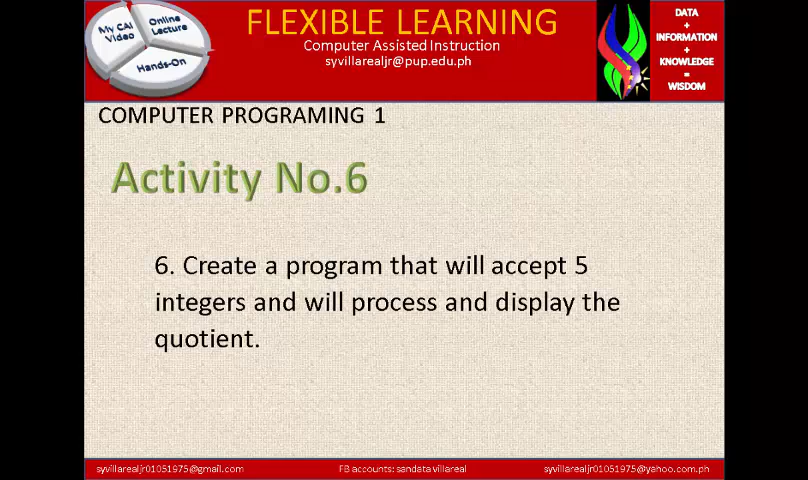 My CAI
Video
Online
Lecture
Hands-On
FLEXIBLE LEARNING
Computer Assisted Instruction
syvillarealjr@pup.edu.ph
DATA
+
INFORMATION
+
KNOWLEDGE
=
WISDOM
COMPUTER PROGRAMING 1
Activity No.6
6. Create a program that will accept 5
integers and will process and display the
quotient.
syvillarealjr01051975@gmail.com
FB accounts: sandata villareal
syvillarealjr01051975@yahoo.com.ph